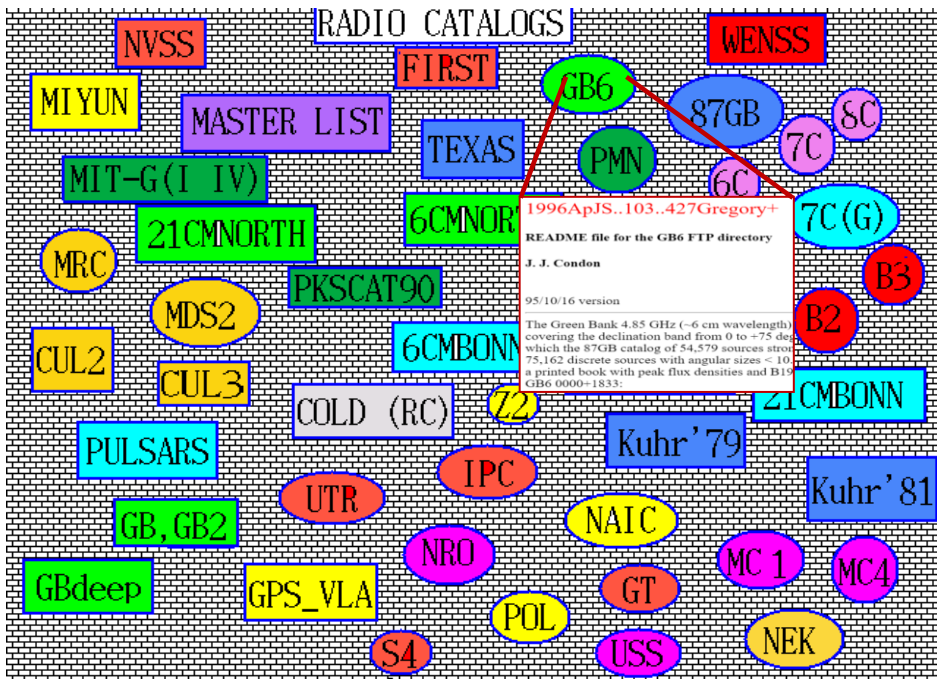 RADIO CATALOGS
NVSS
WENSS
FIRST
GB6
MIYUN
MASTER LIST
87GB
8C
7C
TEXAS
PMN
6C
MIT-G(I IV)
21CMNORTH
6CMNORT
7C(G)
MRC
B3
PKSCAT90
MDS2
B2
1996ApJS..103..427Gregory+
README file for the GB6 FTP directory
J. J. Condon
95/10/16 version
The Green Bank 4.85 GHz (~6 cm wavelength)
covering the declination band from 0 to +75 deg
which the 87GB catalog of 54,579 sources stron
75,162 discrete sources with angular sizes < 10.
a printed book with peak flux densities and B19
GB6 0000+1833:
CUL2
6CMBONN
CUL3
21CMBONN
COLD (RC)
Z2
PULSARS
Kuhr'79
IPC
UTR
Kuhr'81
GB,GB2
NAIC
NRO
MC1
MC4
GBdeep
GPS_VLA
GT
POL
NEK
S4
USS